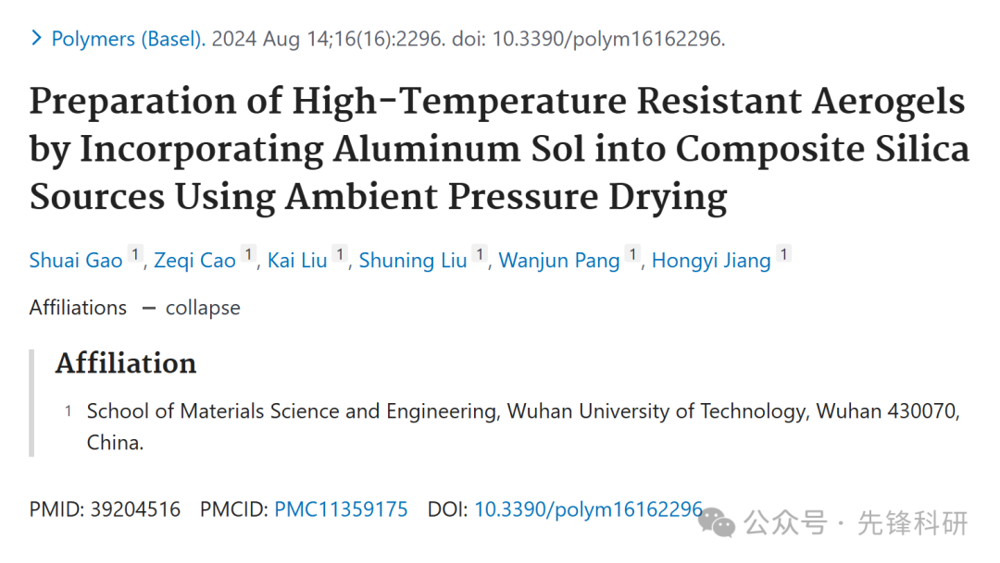 Polymers (Basel). 2024 Aug 14;16(16):2296. doi: 10.3390/polym16162296.
Preparation of High-Temperature Resistant Aerogels
by Incorporating Aluminum Sol into Composite Silica
Sources Using Ambient Pressure Drying
Shuai Gao 1, Zeqi Cao 1, Kai Liu 1, Shuning Liu 1, Wanjun Pang 1, Hongyi Jiang 1
Affiliations — collapse
Affiliation
1 School of Materials Science and Engineering, Wuhan University of Technology, Wuhan 430070,
China.
PMID: 39204516 PMCID: PMC11359175 DOI: 10.3390/polym16162296
公众号 · 先锋科研